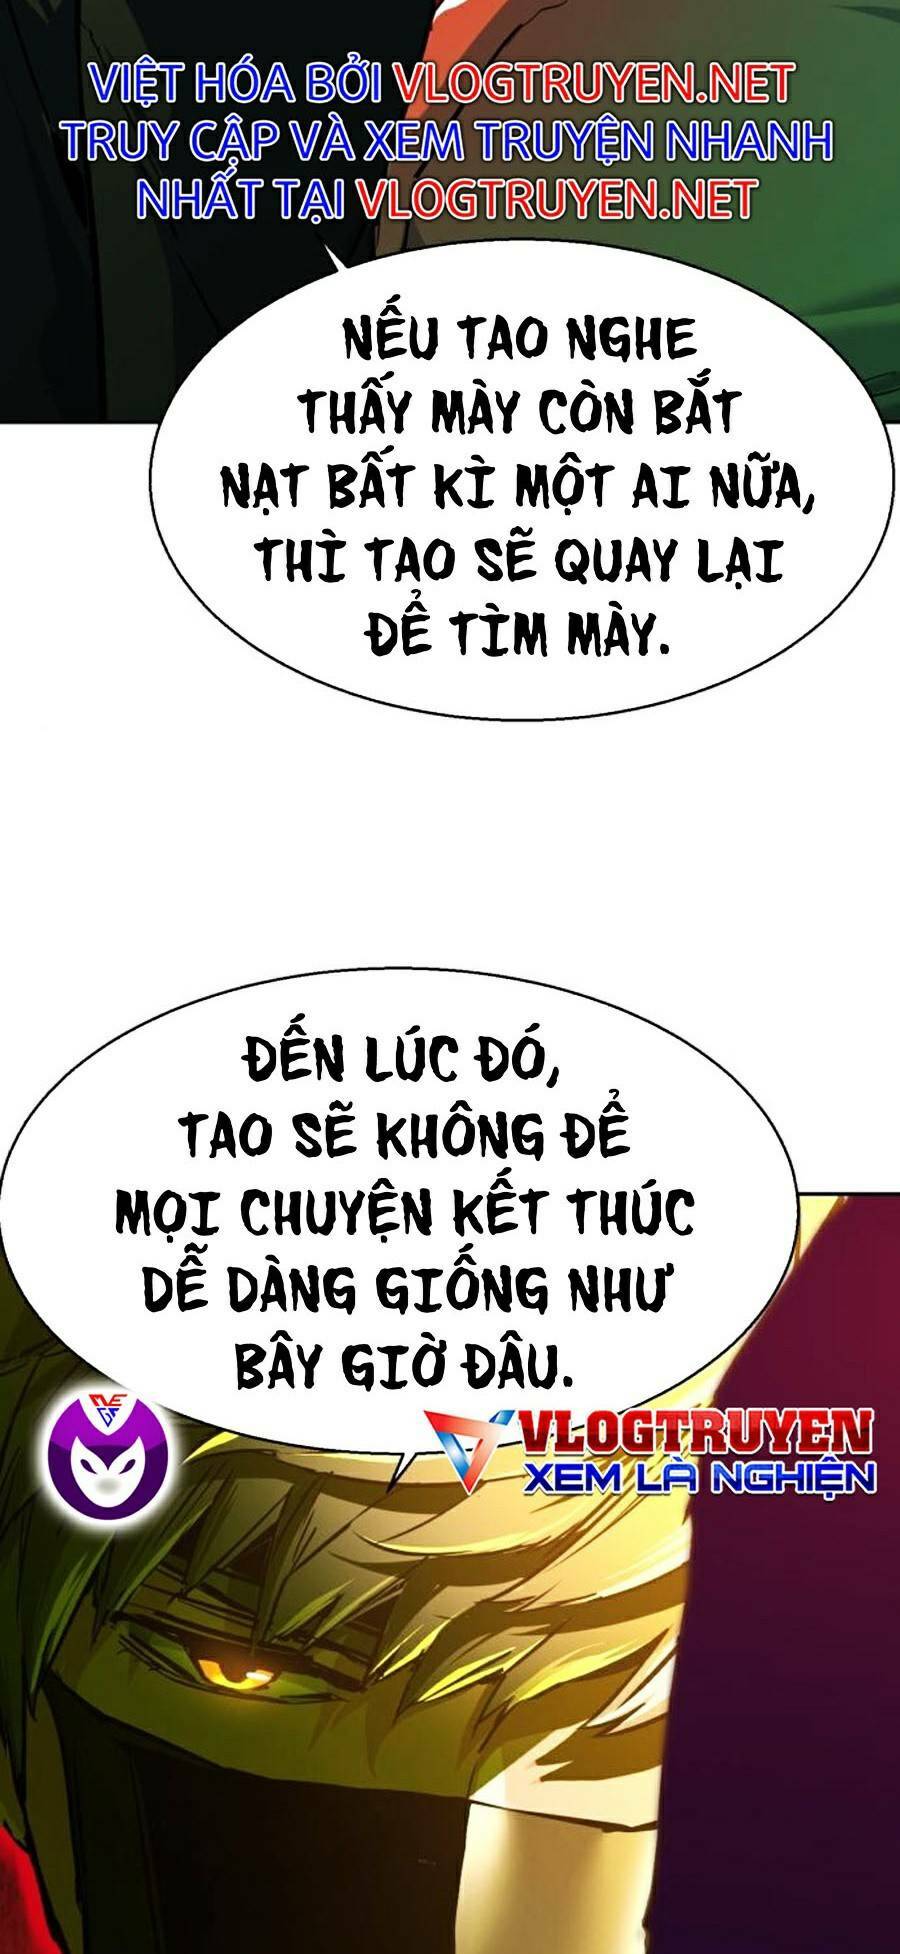 VIỆT HÓA BỞI VLOGTRUYEN.NET
TRUY CẬP VÀ XEM TRUYỆN NHANH
NHẤT TẠI VLOGTRUYEN.NET
NẾU TAO NGHE
THẤY MÀY CÒN BẮT
NẠT BẤT KÌ MỘT AI NỮA,
THÌ TAO SẼ QUAY LẠI
ĐỂ TÌM MÀY.
ĐẾN LÚC ĐÓ,
TAO SẼ KHÔNG ĐỂ
MỌI CHUYỆN KẾT THÚC
DỄ DÀNG GIỐNG NHƯ
BÂY GIỜ ĐÂU.
VLOGTRUYEN
XEM LÀ NGHIỆN